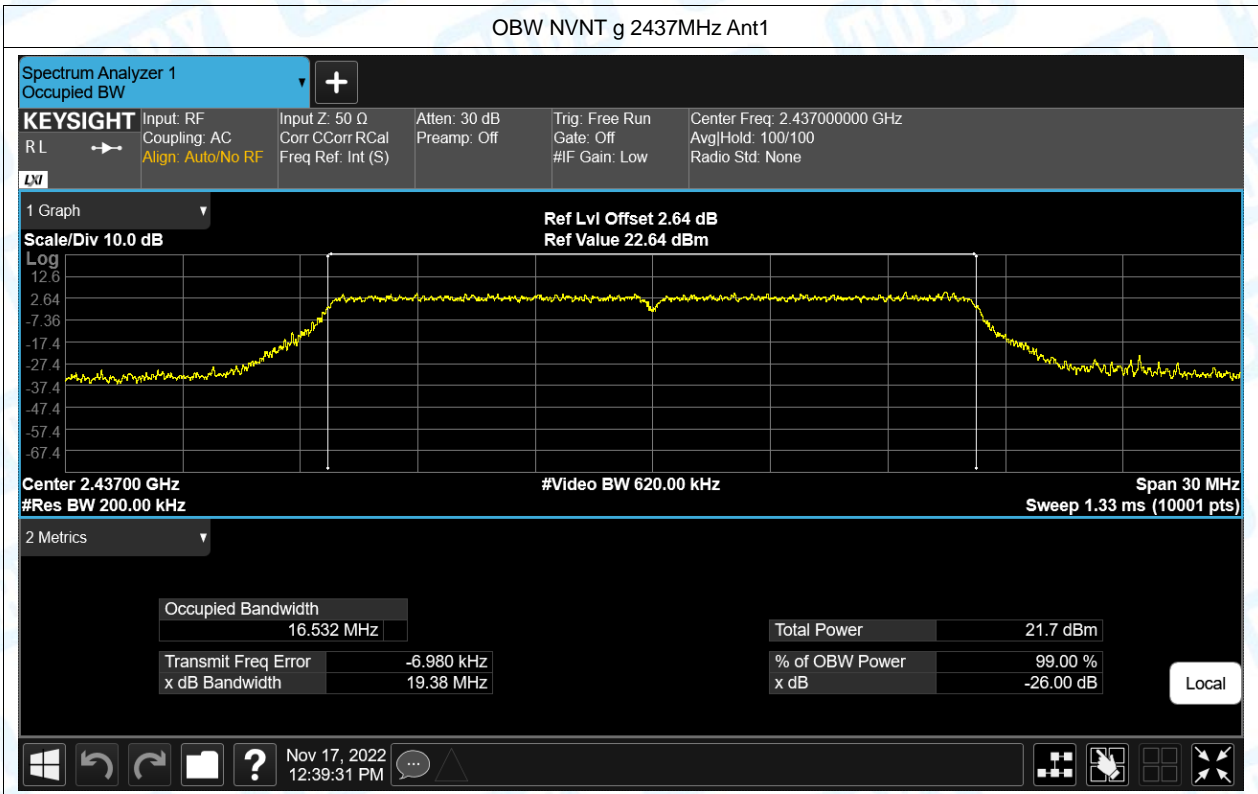 OBW NVNT g 2437MHz Ant1
Spectrum Analyzer 1
Occupied BW
KEYSIGHT
R L
LXI
Input: RF
Coupling: AC
Align: Auto/No RF
Input Z: 50 Ω
Corr CCorr RCal
Freq Ref: Int (S)
Atten: 30 dB
Preamp: Off
Trig: Free Run
Gate: Off
#IF Gain: Low
Center Freq: 2.437000000 GHz
Avg|Hold: 100/100
Radio Std: None
1 Graph
Scale/Div 10.0 dB
Ref Lvl Offset 2.64 dB
Ref Value 22.64 dBm
Log
12.6
2.64
-7.36
-17.4
-27.4
-37.4
-47.4
-57.4
-67.4
Center 2.43700 GHz
#Video BW 620.00 kHz
Span 30 MHz
#Res BW 200.00 kHz
Sweep 1.33 ms (10001 pts)
2 Metrics
Occupied Bandwidth
16.532 MHz
Total Power 21.7 dBm
Transmit Freq Error -6.980 kHz
% of OBW Power 99.00 %
x dB Bandwidth 19.38 MHz
x dB -26.00 dB
Local
Nov 17, 2022
12:39:31 PM